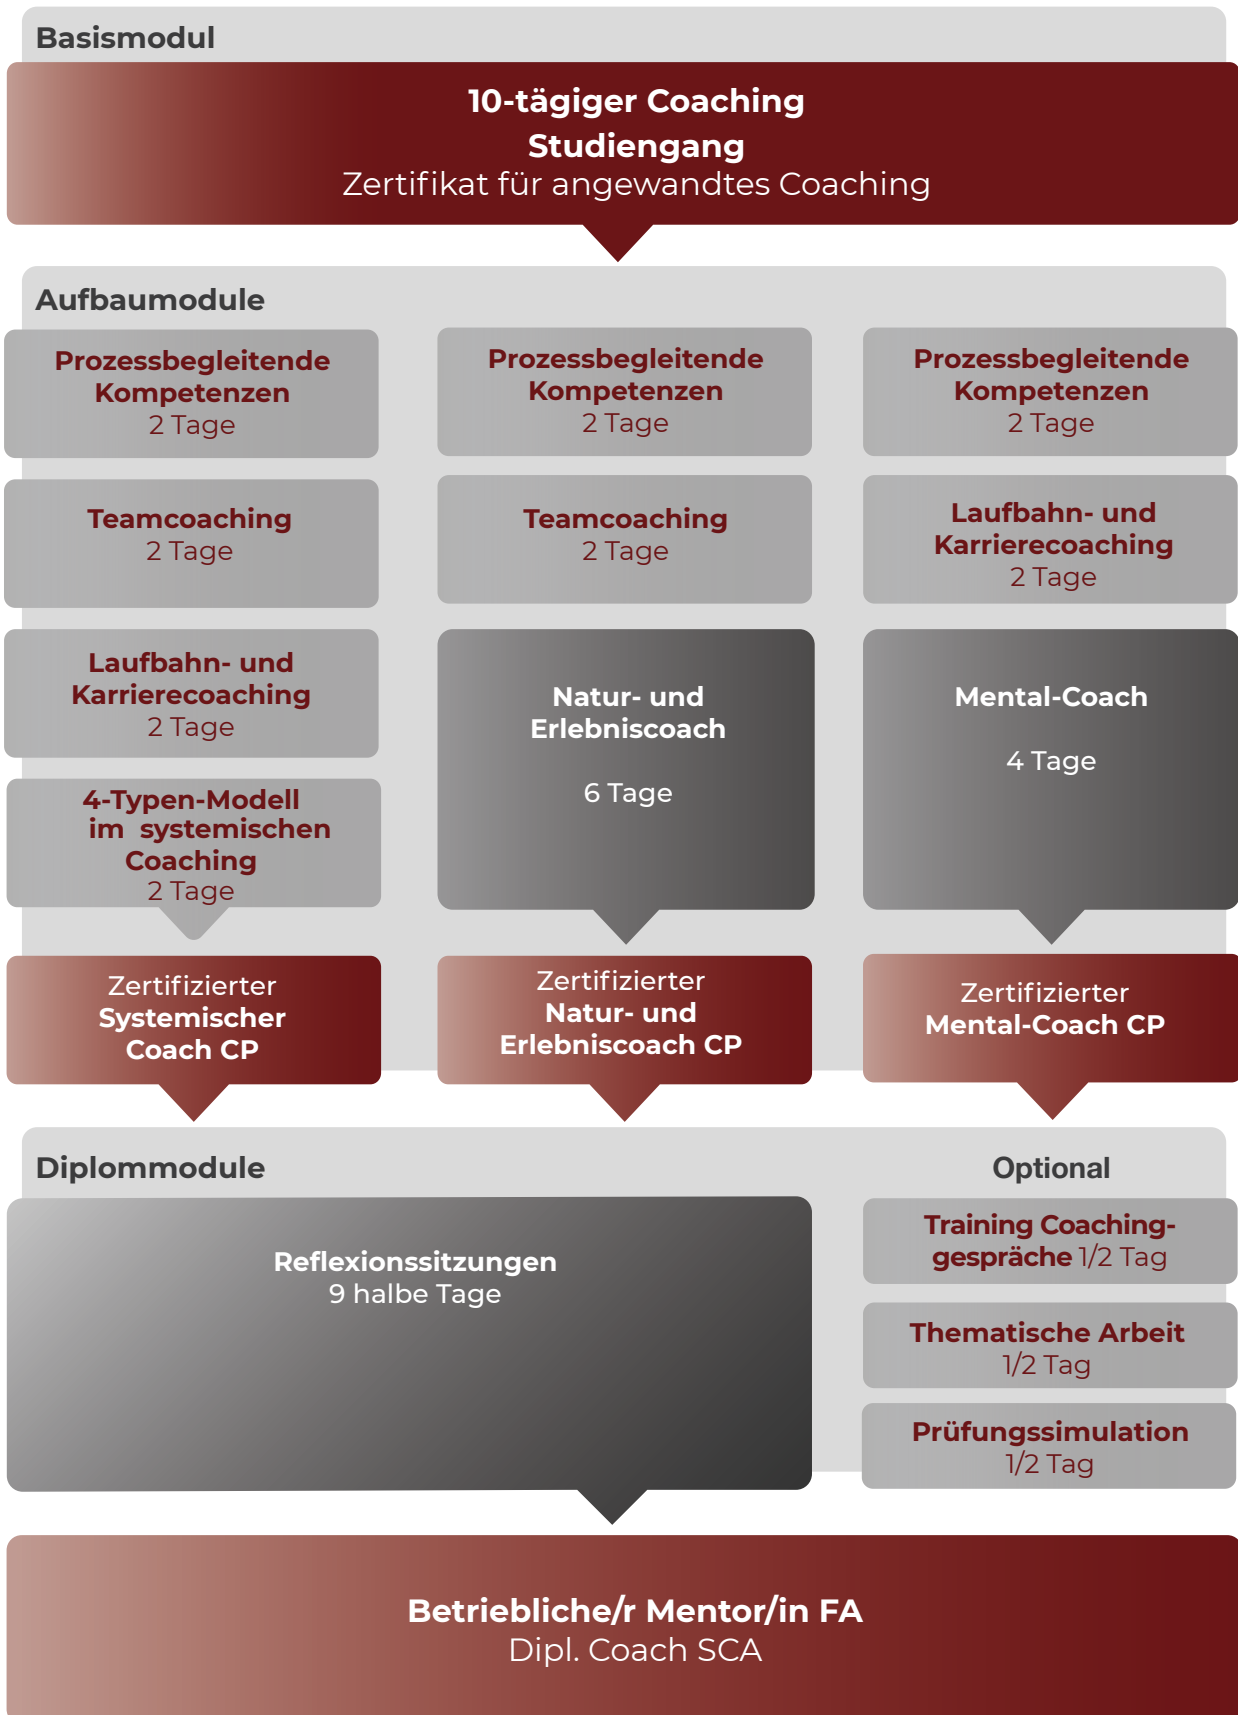 Basismodul
10-tägiger Coaching
Studiengang
Zertifikat für angewandtes Coaching
Aufbaumodule
Prozessbegleitende
Kompetenzen
2 Tage
Teamcoaching
2 Tage
Laufbahn- und
Karrierecoaching
2 Tage
4-Typen-Modell
im systemischen
Coaching
2 Tage
Zertifizierter
Systemischer
Coach CP
Prozessbegleitende
Kompetenzen
2 Tage
Teamcoaching
2 Tage
Natur- und
Erlebniscoach
6 Tage
Zertifizierter
Natur- und
Erlebniscoach CP
Prozessbegleitende
Kompetenzen
2 Tage
Laufbahn- und
Karrierecoaching
2 Tage
Mental-Coach
4 Tage
Zertifizierter
Mental-Coach CP
Diplommodule
Reflexionssitzungen
9 halbe Tage
Optional
Training Coaching-
gespräche 1/2 Tag
Thematische Arbeit
1/2 Tag
Prüfungssimulation
1/2 Tag
Betriebliche/r Mentor/in FA
Dipl. Coach SCA